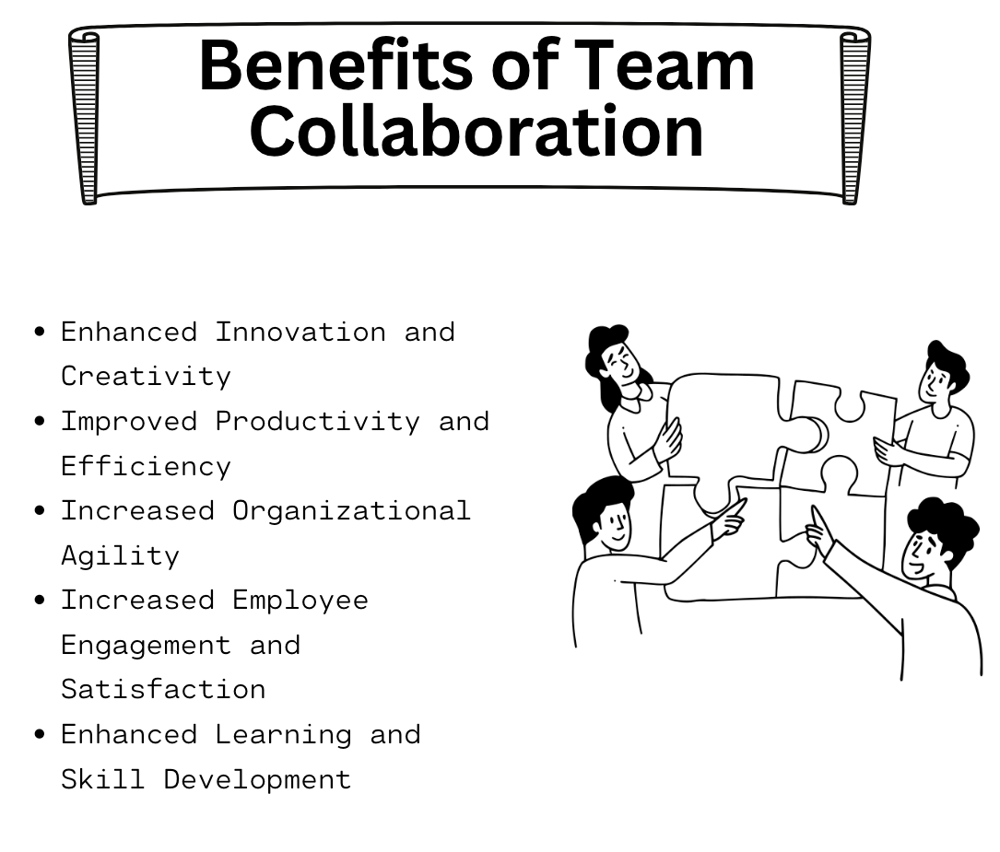 Benefits of Team
Collaboration
• Enhanced Innovation and
Creativity
• Improved Productivity and
Efficiency
• Increased Organizational
Agility
• Increased Employee
Engagement and
Satisfaction
• Enhanced Learning and
Skill Development